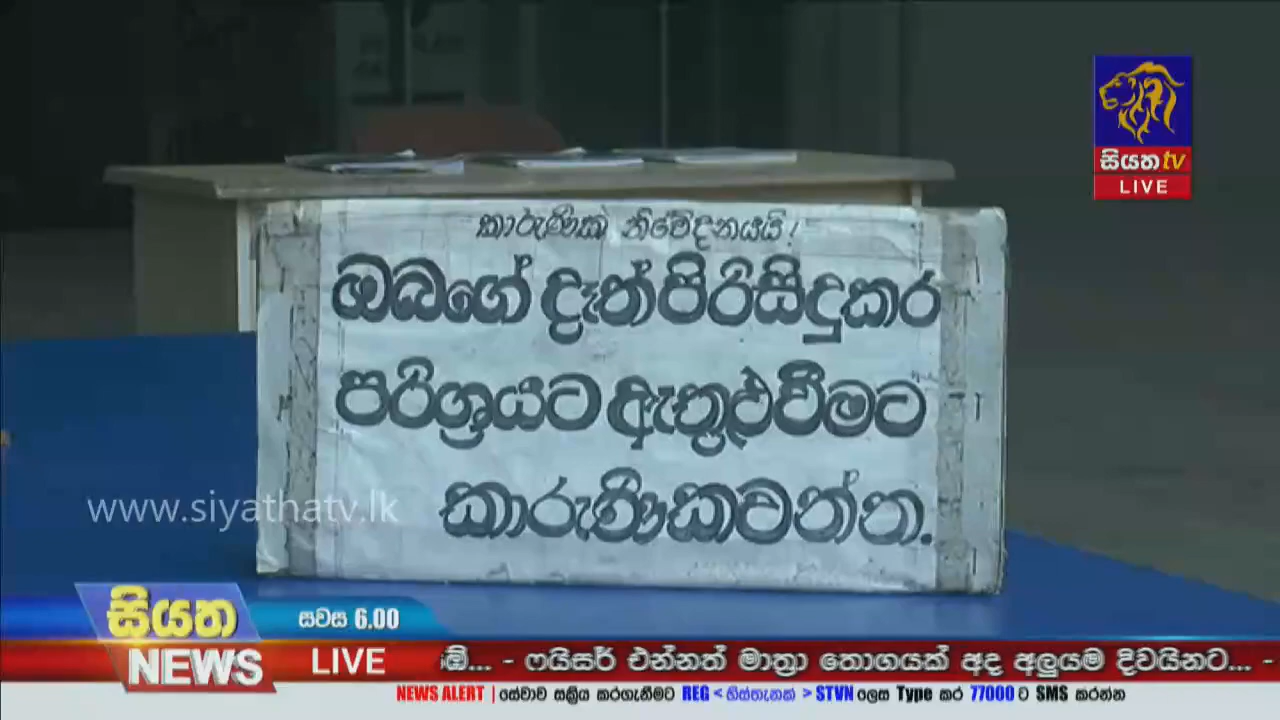 සියත tv
LIVE
කාරුණික නිවේදනයයි!
ඔබගේ දෑත් පිරිසිදුකර
පරිශ්‍රයට ඇතුළුවීමට
කාරුණිකවන්න.
www.siyathatv.lk
සියත
NEWS
සවස 6.00
LIVE
... - ෆයිසර් එන්නත් මාත්‍රා තොගයක් අද අලුයම දිවයිනට... -
NEWS ALERT | සේවාව සක්‍රීය කරගැනීමට REG < හිස්තැනක් > STVN ලෙස Type කර 77000 ට SMS කරන්න